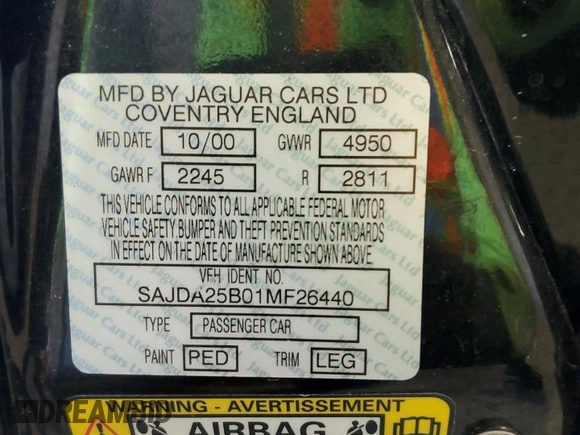 MFD BY JAGUAR CARS LTD
COVENTRY ENGLAND
MFD DATE 10/00 GVWR 4950
GAWR F 2245 R 2811
THIS VEHICLE CONFORMS TO ALL APPLICABLE FEDERAL MOTOR
VEHICLE SAFETY BUMPER AND THEFT PREVENTION STANDARDS
IN EFFECT ON THE DATE OF MANUFACTURE SHOWN ABOVE
VEH IDENT NO.
SAJDA25B01MF26440
TYPE PASSENGER CAR
PAINT PED TRIM LEG
WARNING - AVERTISSEMENT
AIRBAG